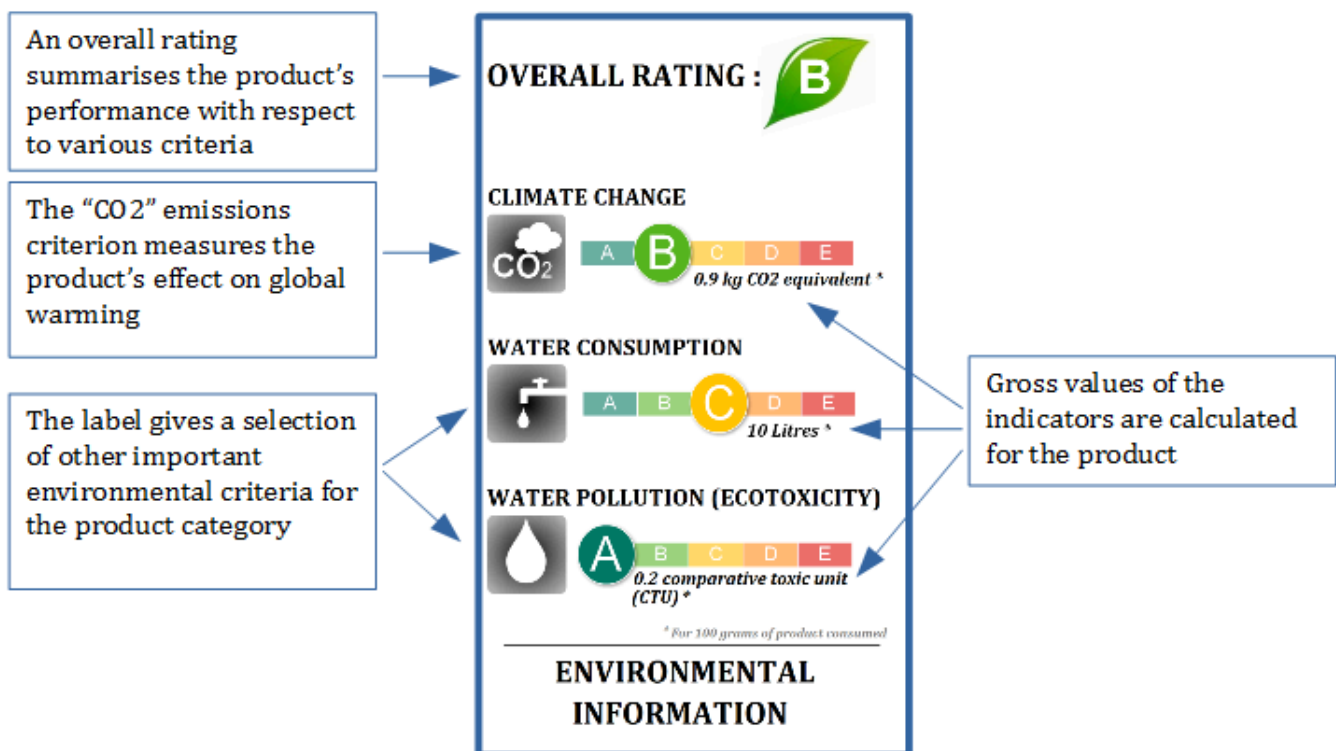 An overall rating
summarises the product's
performance with respect
to various criteria
The “CO2” emissions
criterion measures the
product's effect on global
warming
The label gives a selection
of other important
environmental criteria for
the product category
OVERALL RATING : B
CLIMATE CHANGE
CO2
A B C D E
0.9 kg CO2 equivalent *
WATER CONSUMPTION
A B C D E
10 Litres *
WATER POLLUTION (ECOTOXICITY)
A B C D E
0.2 comparative toxic unit
(CTU) *
* For 100 grams of product consumed
ENVIRONMENTAL
INFORMATION
Gross values of the
indicators are calculated
for the product